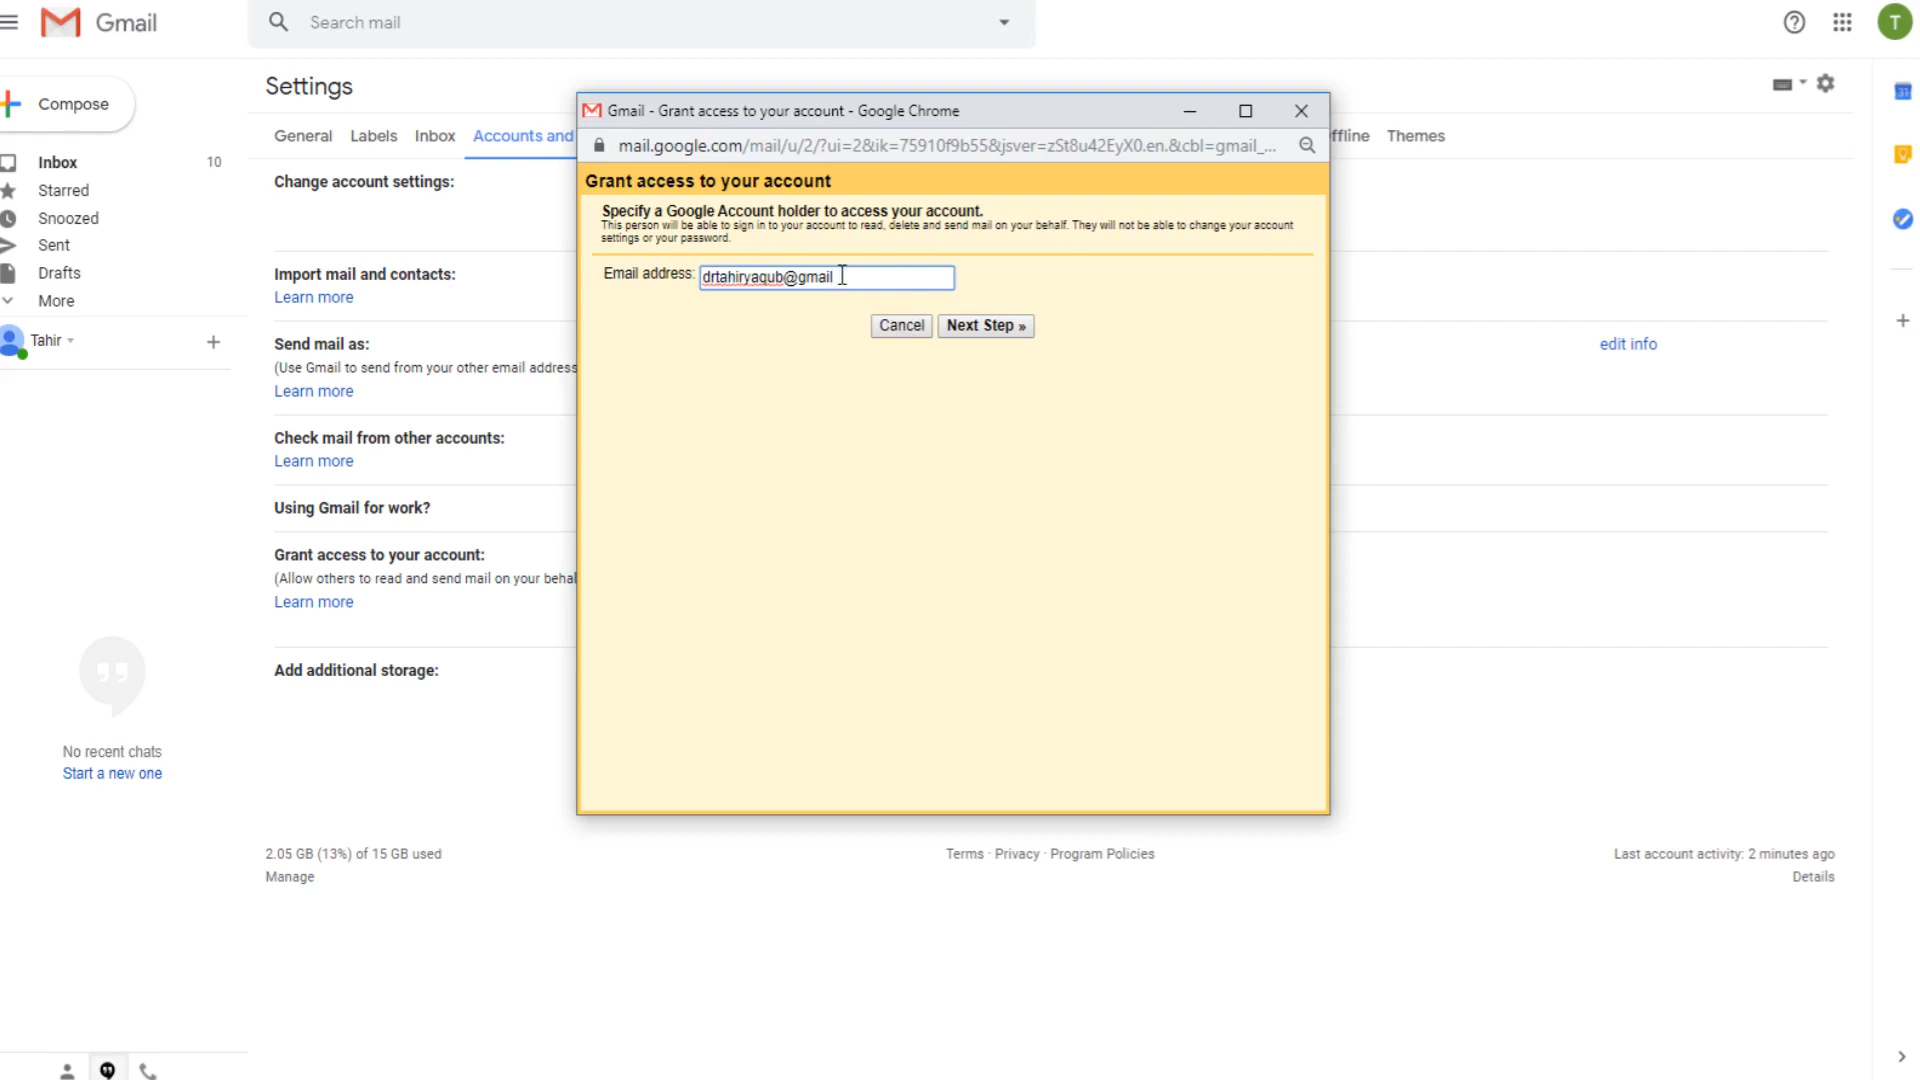 Gmail
Search mail
T
Compose
Settings
General
Labels
Inbox
Accounts and
ffline
Themes
Inbox
10
Starred
Snoozed
Sent
Drafts
More
Tahir
Change account settings:
Import mail and contacts:
Learn more
Send mail as:
(Use Gmail to send from your other email address
Learn more
edit info
Check mail from other accounts:
Learn more
Using Gmail for work?
Grant access to your account:
(Allow others to read and send mail on your behal
Learn more
Add additional storage:
Gmail - Grant access to your account - Google Chrome
mail.google.com/mail/u/2/?ui=2&ik=75910f9b55&jsver=zSt8u42EyX0.en.&cbl=gmail_...
Grant access to your account
Specify a Google Account holder to access your account.
This person will be able to sign in to your account to read, delete and send mail on your behalf. They will not be able to change your account
settings or your password.
Email address: drtahiryaqub@gmail
Cancel
Next Step »
No recent chats
Start a new one
2.05 GB (13%) of 15 GB used
Manage
Terms · Privacy · Program Policies
Last account activity: 2 minutes ago
Details
31